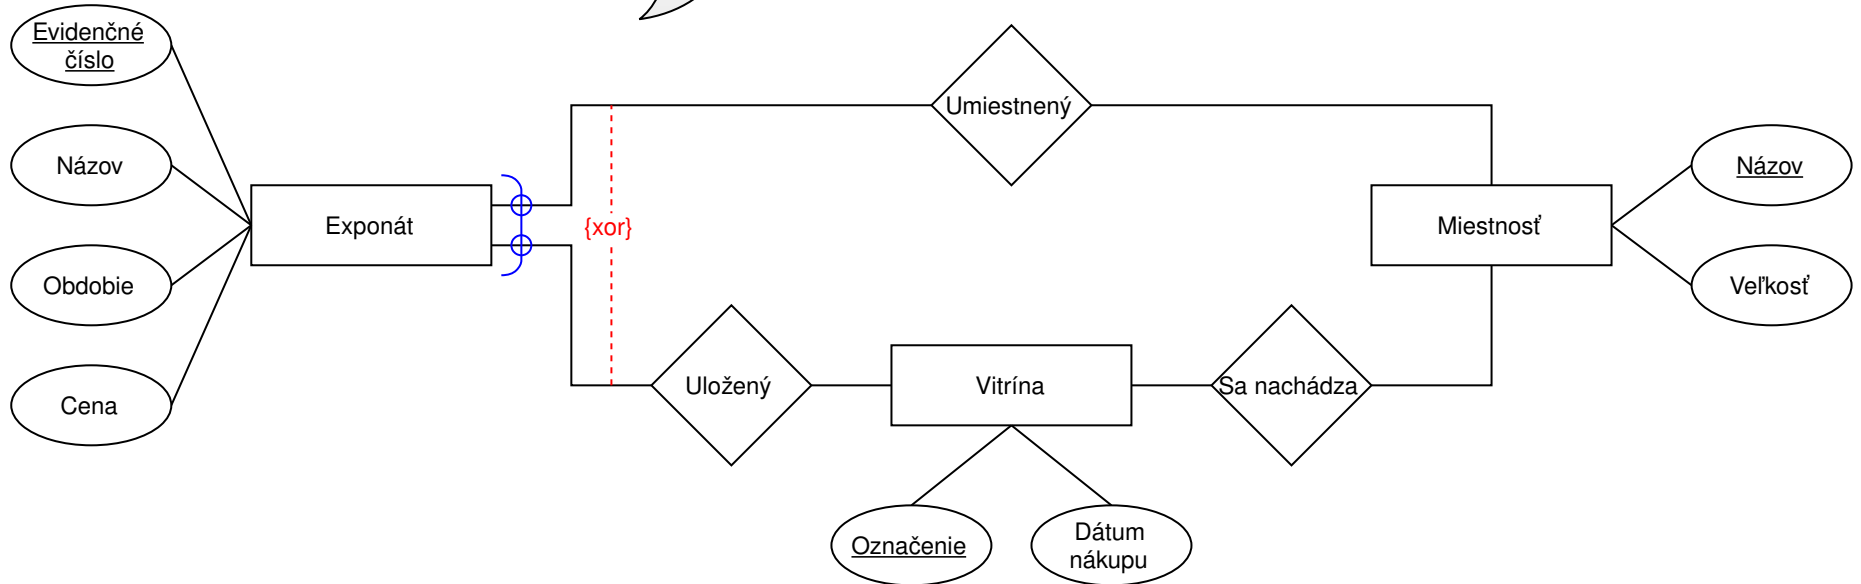 Evidenčné
číslo
Umiestnený
Názov
Názov
Exponát
{xor}
Miestnosť
Obdobie
Veľkosť
Cena
Uložený
Vitrína
Sa nachádza
Označenie
Dátum
nákupu